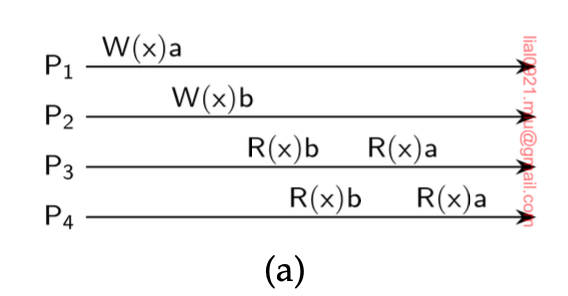 P₁ W(x)a
P₂ W(x)b
P₃ R(x)b R(x)a
P₄ R(x)b R(x)a
(a)